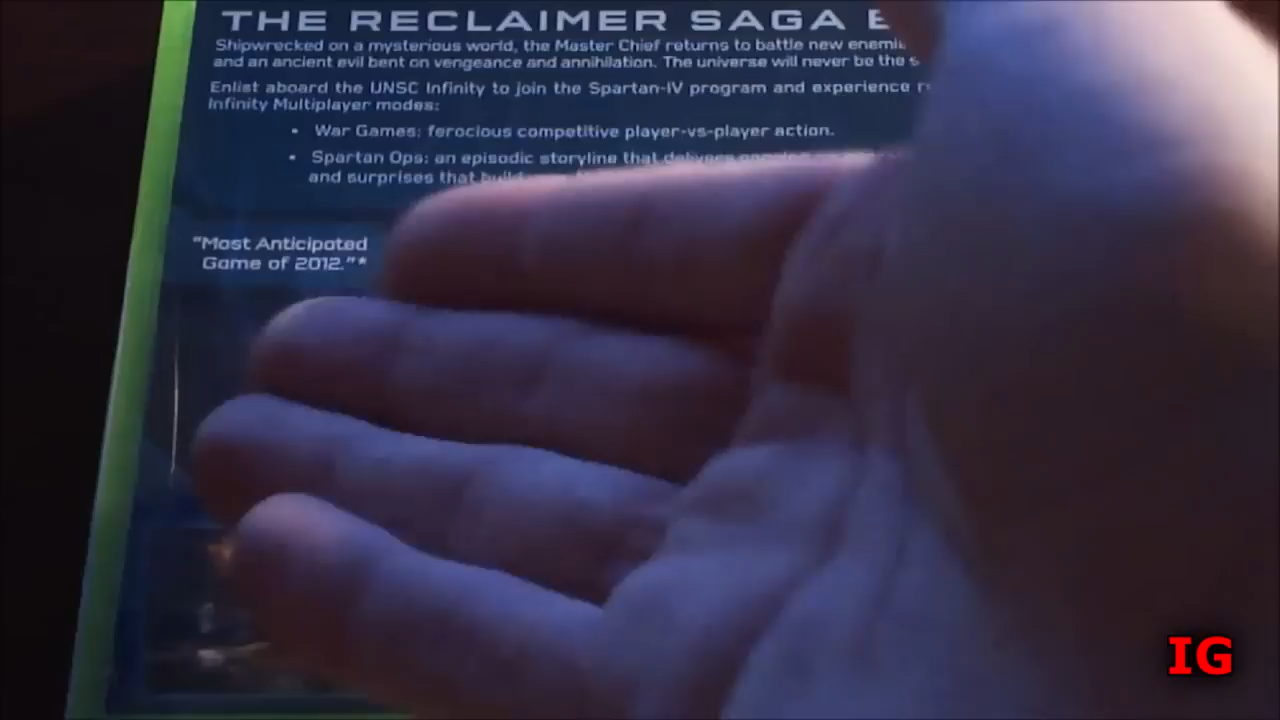 THE RECLAIMER SAGA
Shipwrecked on a mysterious world, the Master Chief returns to battle new
and an ancient evil bent on vengeance and annihilation. The universe will never be the
Enlist aboard the UNSC Infinity to join the Spartan-IV program and experience
Infinity Multiplayer modes:
• War Games: ferocious competitive player-vs-player action.
• Spartan Ops: an episodic storyline that delivers
and surprises that
"Most Anticipated
Game of 2012."*
IG